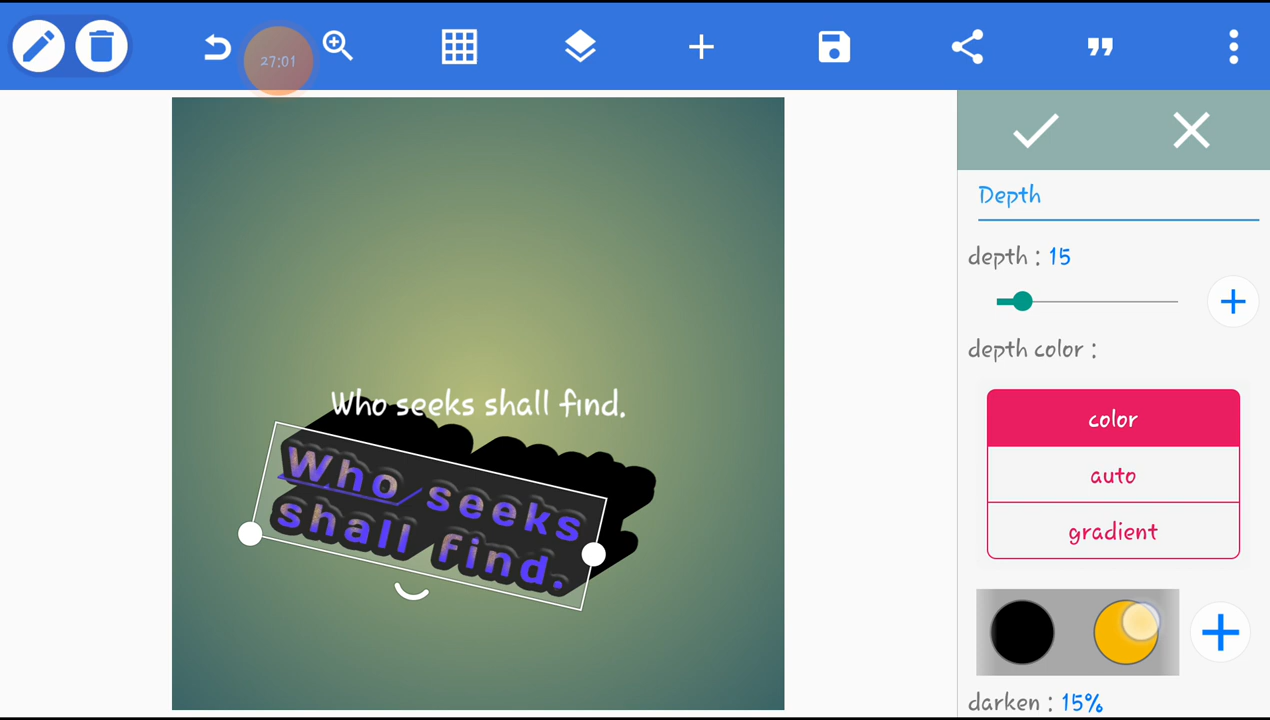 27:01
Depth
depth : 15
depth color :
color
auto
gradient
darken : 15%
Who seeks shall find.
Who seeks
shall find.